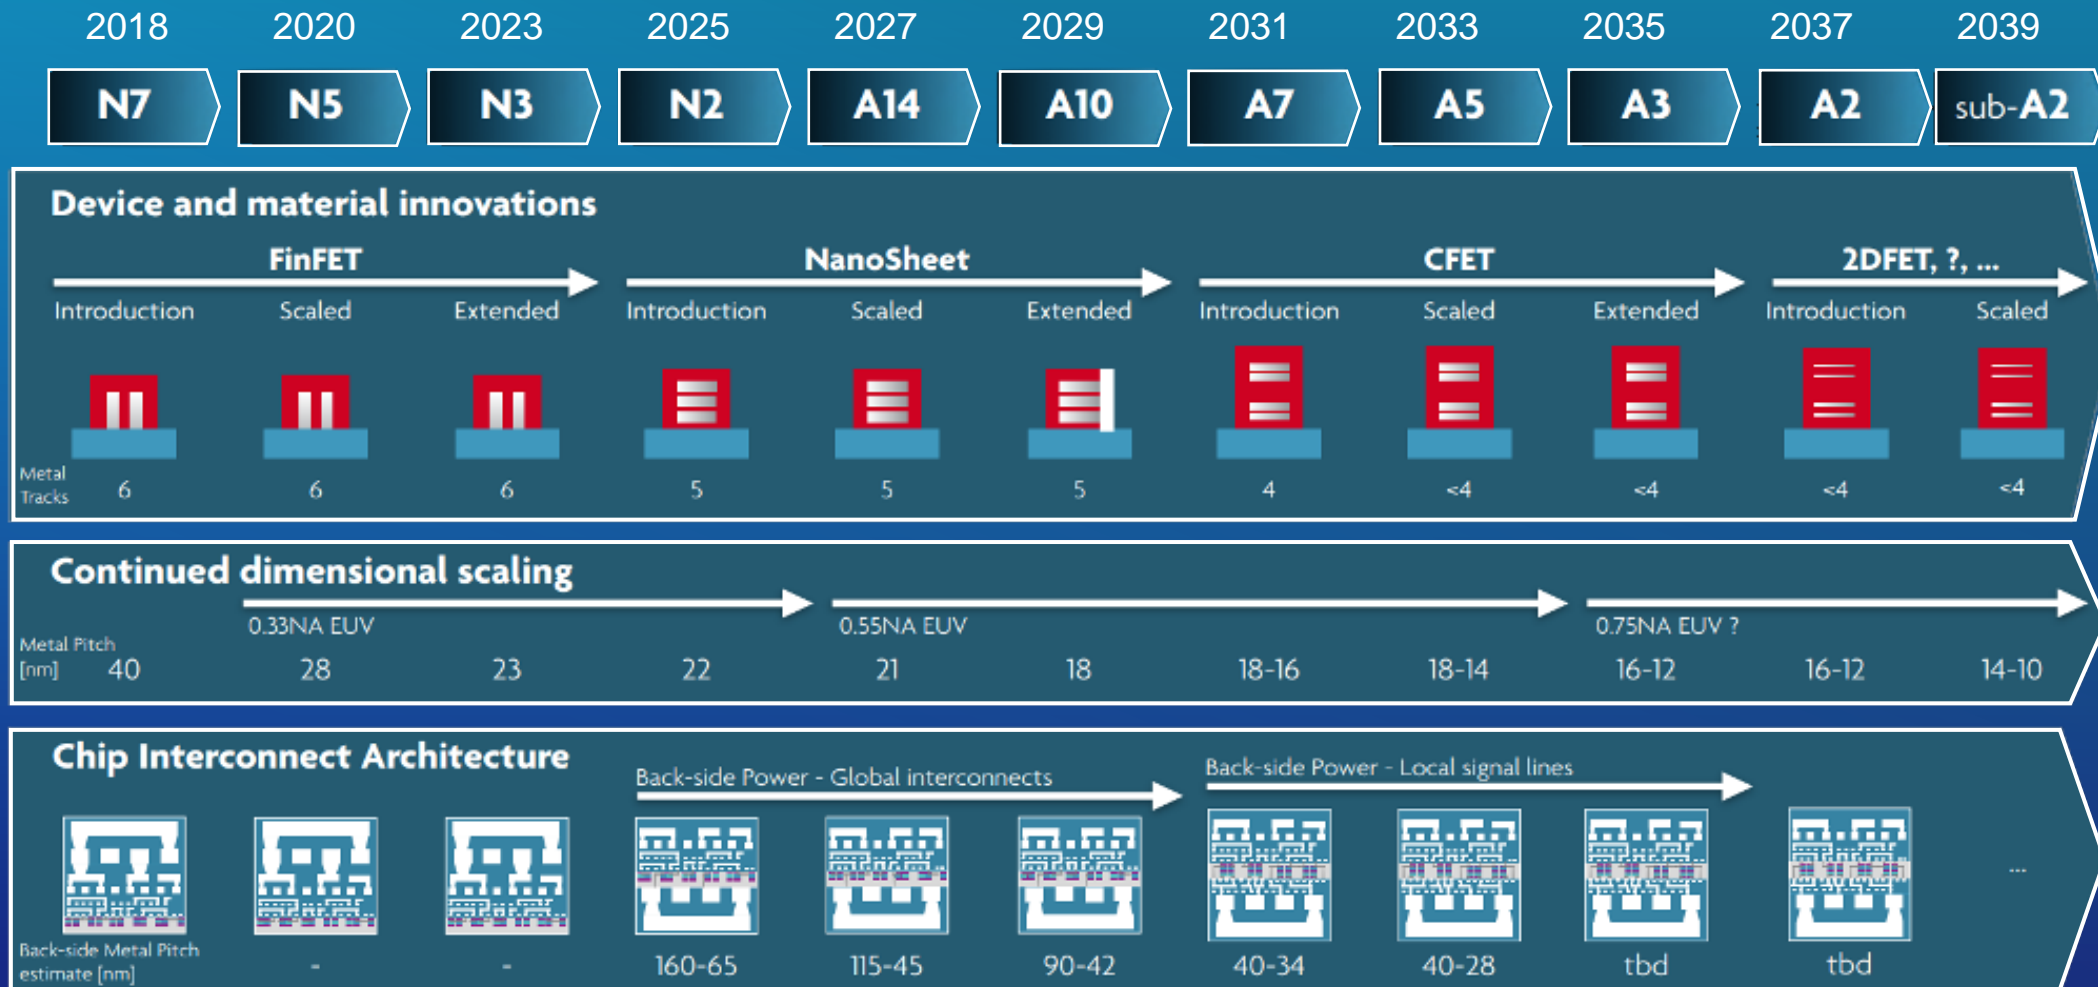 2018 2020 2023 2025 2027 2029 2031 2033 2035 2037 2039
N7 N5 N3 N2 A14 A10 A7 A5 A3 A2 sub-A2
Device and material innovations
FinFET NanoSheet CFET 2DFET, ?, ...
Introduction Scaled Extended Introduction Scaled Extended Introduction Scaled Extended Introduction Scaled
Metal
Tracks 6 6 6 5 5 5 4 <4 <4 <4 <4
Continued dimensional scaling
0.33NA EUV 0.55NA EUV 0.75NA EUV ?
Metal Pitch
[nm] 40 28 23 22 21 18 18-16 18-14 16-12 16-12 14-10
Chip Interconnect Architecture
Back-side Power - Global interconnects Back-side Power - Local signal lines
...
Back-side Metal Pitch
estimate [nm] - - 160-65 115-45 90-42 40-34 40-28 tbd tbd